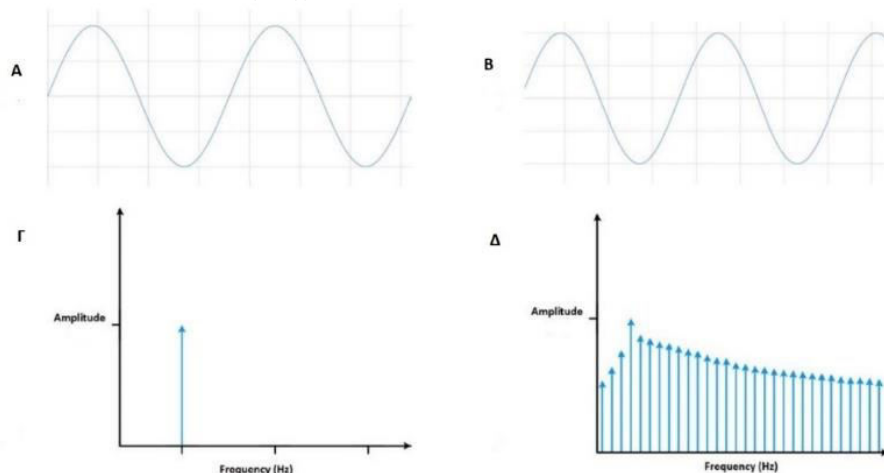 Α
Β
Γ
Δ
Amplitude
Amplitude
Frequency (Hz)
Frequency (Hz)